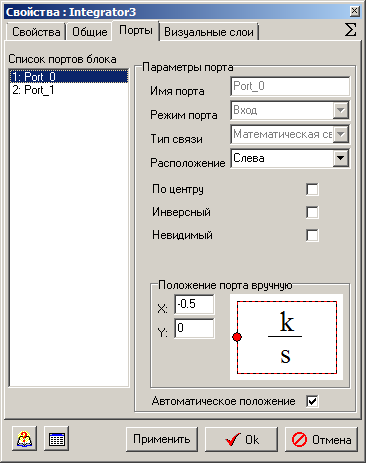 Свойства : Integrator3
Свойства Общие Порты Визуальные слои Σ
Список портов блока
1: Port_0
2: Port_1
Параметры порта
Имя порта Port_0
Режим порта Вход
Тип связи Математическая св
Расположение Слева
По центру
Инверсный
Невидимый
Положение порта вручную
X: -0.5
Y: 0
k
s
Автоматическое положение
Применить Ok Отмена